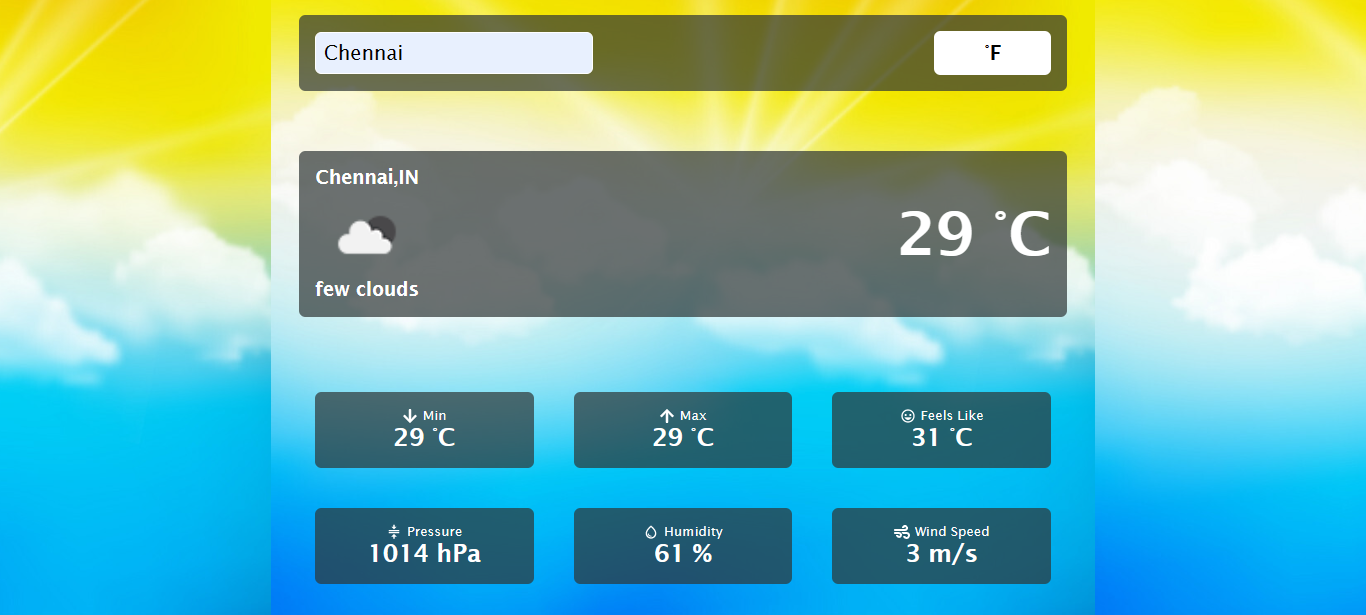 Chennai
°F
Chennai,IN
29 °C
few clouds
Min
29 °C
Max
29 °C
Feels Like
31 °C
Pressure
1014 hPa
Humidity
61 %
Wind Speed
3 m/s